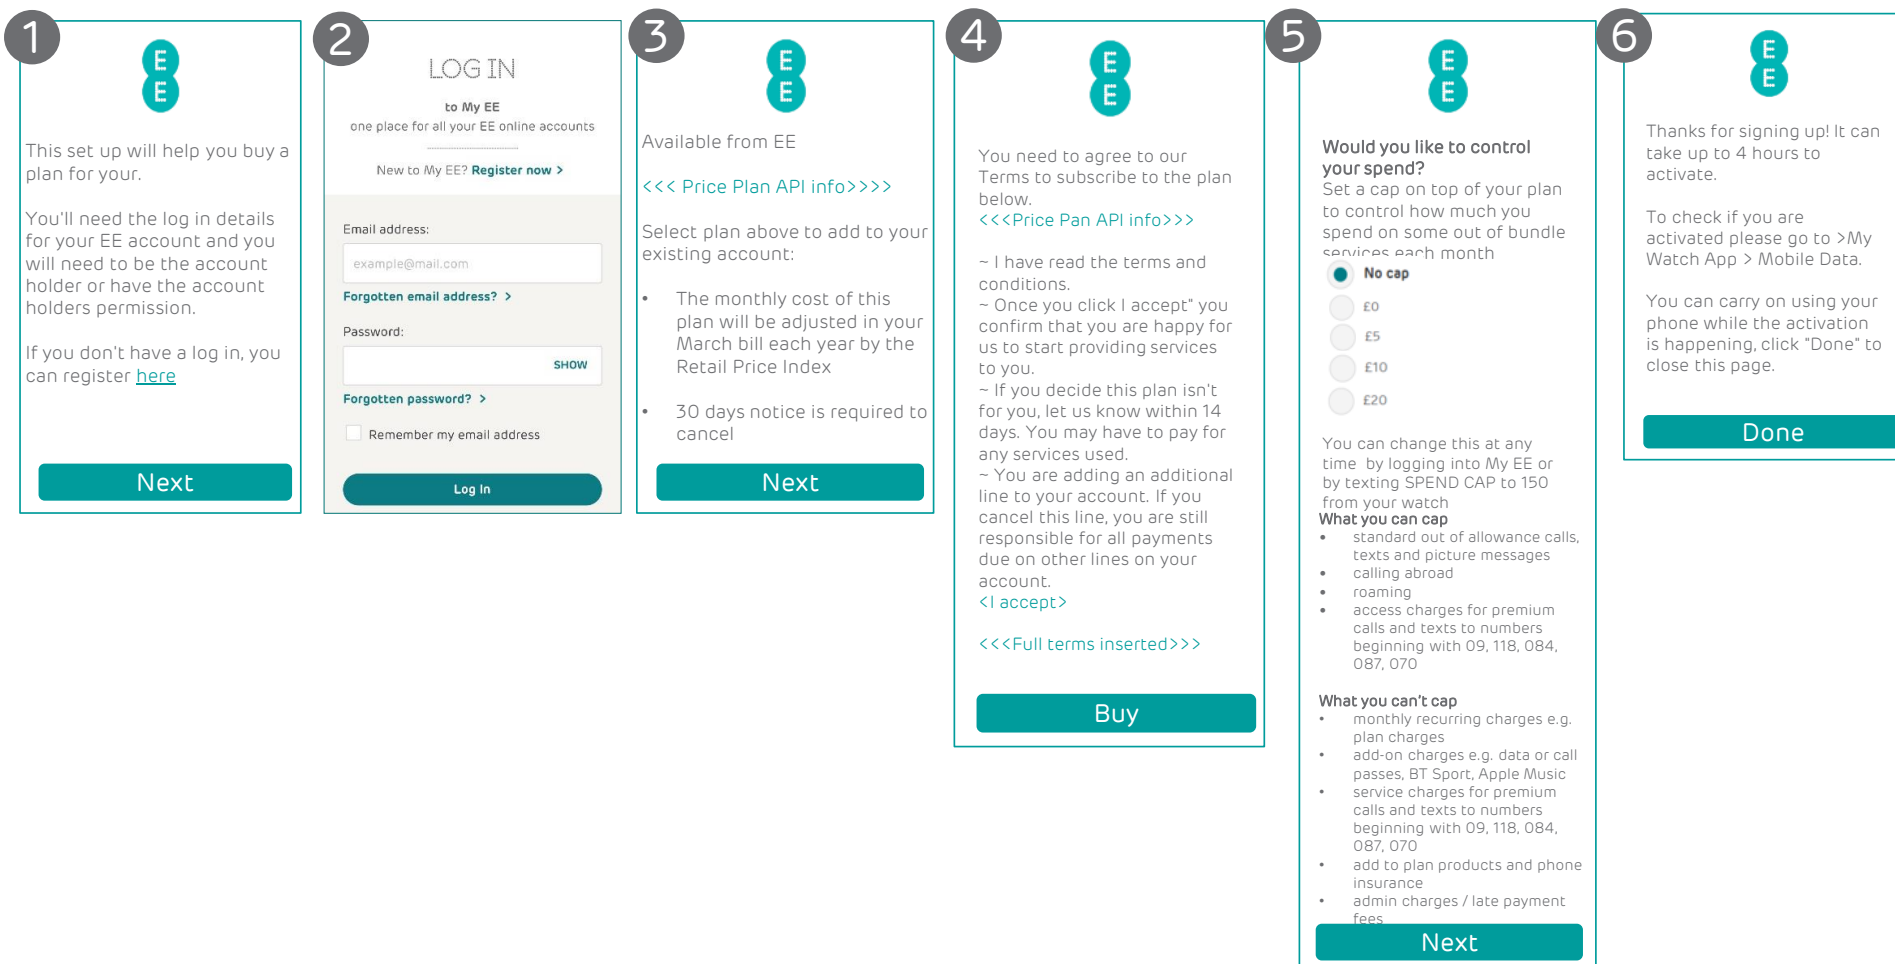 1
E
E
This set up will help you buy a
plan for your.
You'll need the log in details
for your EE account and you
will need to be the account
holder or have the account
holders permission.
If you don't have a log in, you
can register here
Next
2
LOG IN
to My EE
one place for all your EE online accounts
New to My EE? Register now >
Email address:
example@mail.com
Forgotten email address? >
Password:
SHOW
Forgotten password? >
Remember my email address
Log In
3
E
E
Available from EE
<<< Price Plan API info>>>>
Select plan above to add to your
existing account:
• The monthly cost of this
plan will be adjusted in your
March bill each year by the
Retail Price Index
• 30 days notice is required to
cancel
Next
4
E
E
You need to agree to our
Terms to subscribe to the plan
below.
<<<Price Pan API info>>>
~ I have read the terms and
conditions.
~ Once you click I accept" you
confirm that you are happy for
us to start providing services
to you.
~ If you decide this plan isn't
for you, let us know within 14
days. You may have to pay for
any services used.
~ You are adding an additional
line to your account. If you
cancel this line, you are still
responsible for all payments
due on other lines on your
account.
<I accept>
<<<Full terms inserted>>>
Buy
5
E
E
Would you like to control
your spend?
Set a cap on top of your plan
to control how much you
spend on some out of bundle
services each month
No cap
£0
£5
£10
£20
You can change this at any
time by logging into My EE or
by texting SPEND CAP to 150
from your watch
What you can cap
• standard out of allowance calls,
texts and picture messages
• calling abroad
• roaming
• access charges for premium
calls and texts to numbers
beginning with 09, 118, 084,
087, 070
What you can't cap
• monthly recurring charges e.g.
plan charges
• add-on charges e.g. data or call
passes, BT Sport, Apple Music
• service charges for premium
calls and texts to numbers
beginning with 09, 118, 084,
087, 070
• add to plan products and phone
insurance
• admin charges / late payment
fees
Next
6
E
E
Thanks for signing up! It can
take up to 4 hours to
activate.
To check if you are
activated please go to >My
Watch App > Mobile Data.
You can carry on using your
phone while the activation
is happening, click "Done" to
close this page.
Done